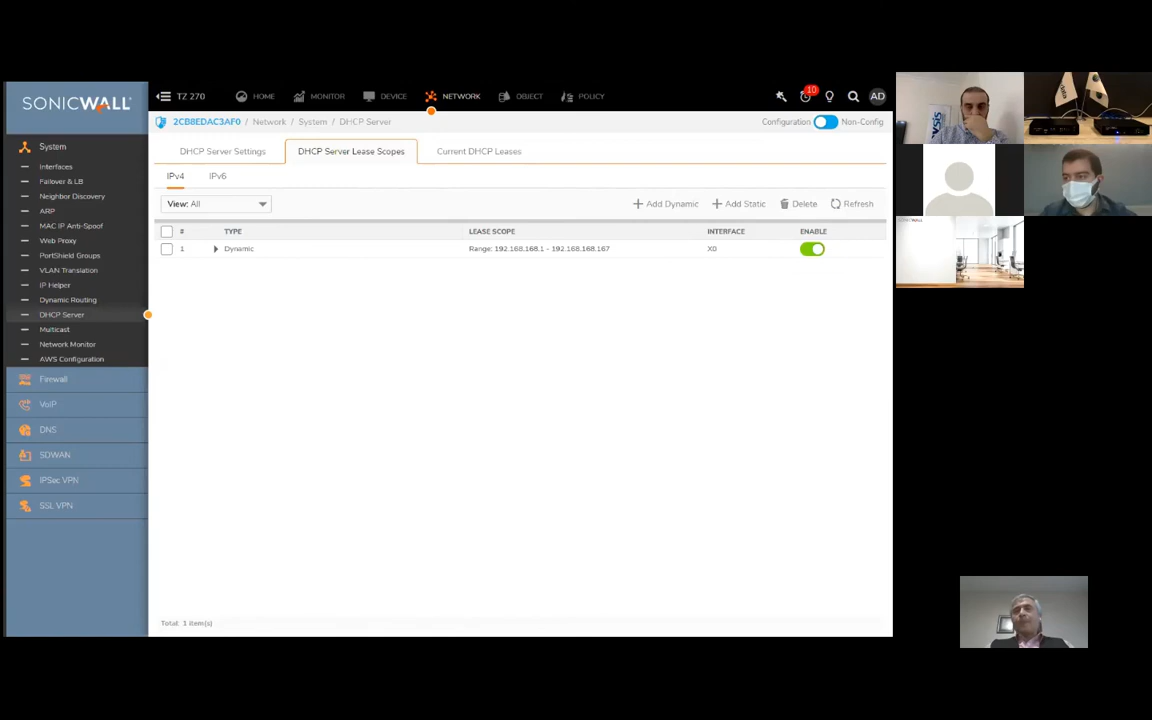 SONICWALL
TZ 270
HOME
MONITOR
DEVICE
NETWORK
OBJECT
POLICY
10
AD
2CB8EDAC3AF0 / Network / System / DHCP Server
Configuration
Non-Config
System
Interfaces
Failover & LB
Neighbor Discovery
ARP
MAC IP Anti-Spoof
Web Proxy
PortShield Groups
VLAN Translation
IP Helper
Dynamic Routing
DHCP Server
Multicast
Network Monitor
AWS Configuration
Firewall
VoIP
DNS
SDWAN
IPSec VPN
SSL VPN
DHCP Server Settings
DHCP Server Lease Scopes
Current DHCP Leases
IPv4
IPv6
View: All
Add Dynamic
Add Static
Delete
Refresh
# TYPE LEASE SCOPE INTERFACE ENABLE
1 Dynamic Range: 192.168.168.1 - 192.168.168.167 X0
Total: 1 item(s)